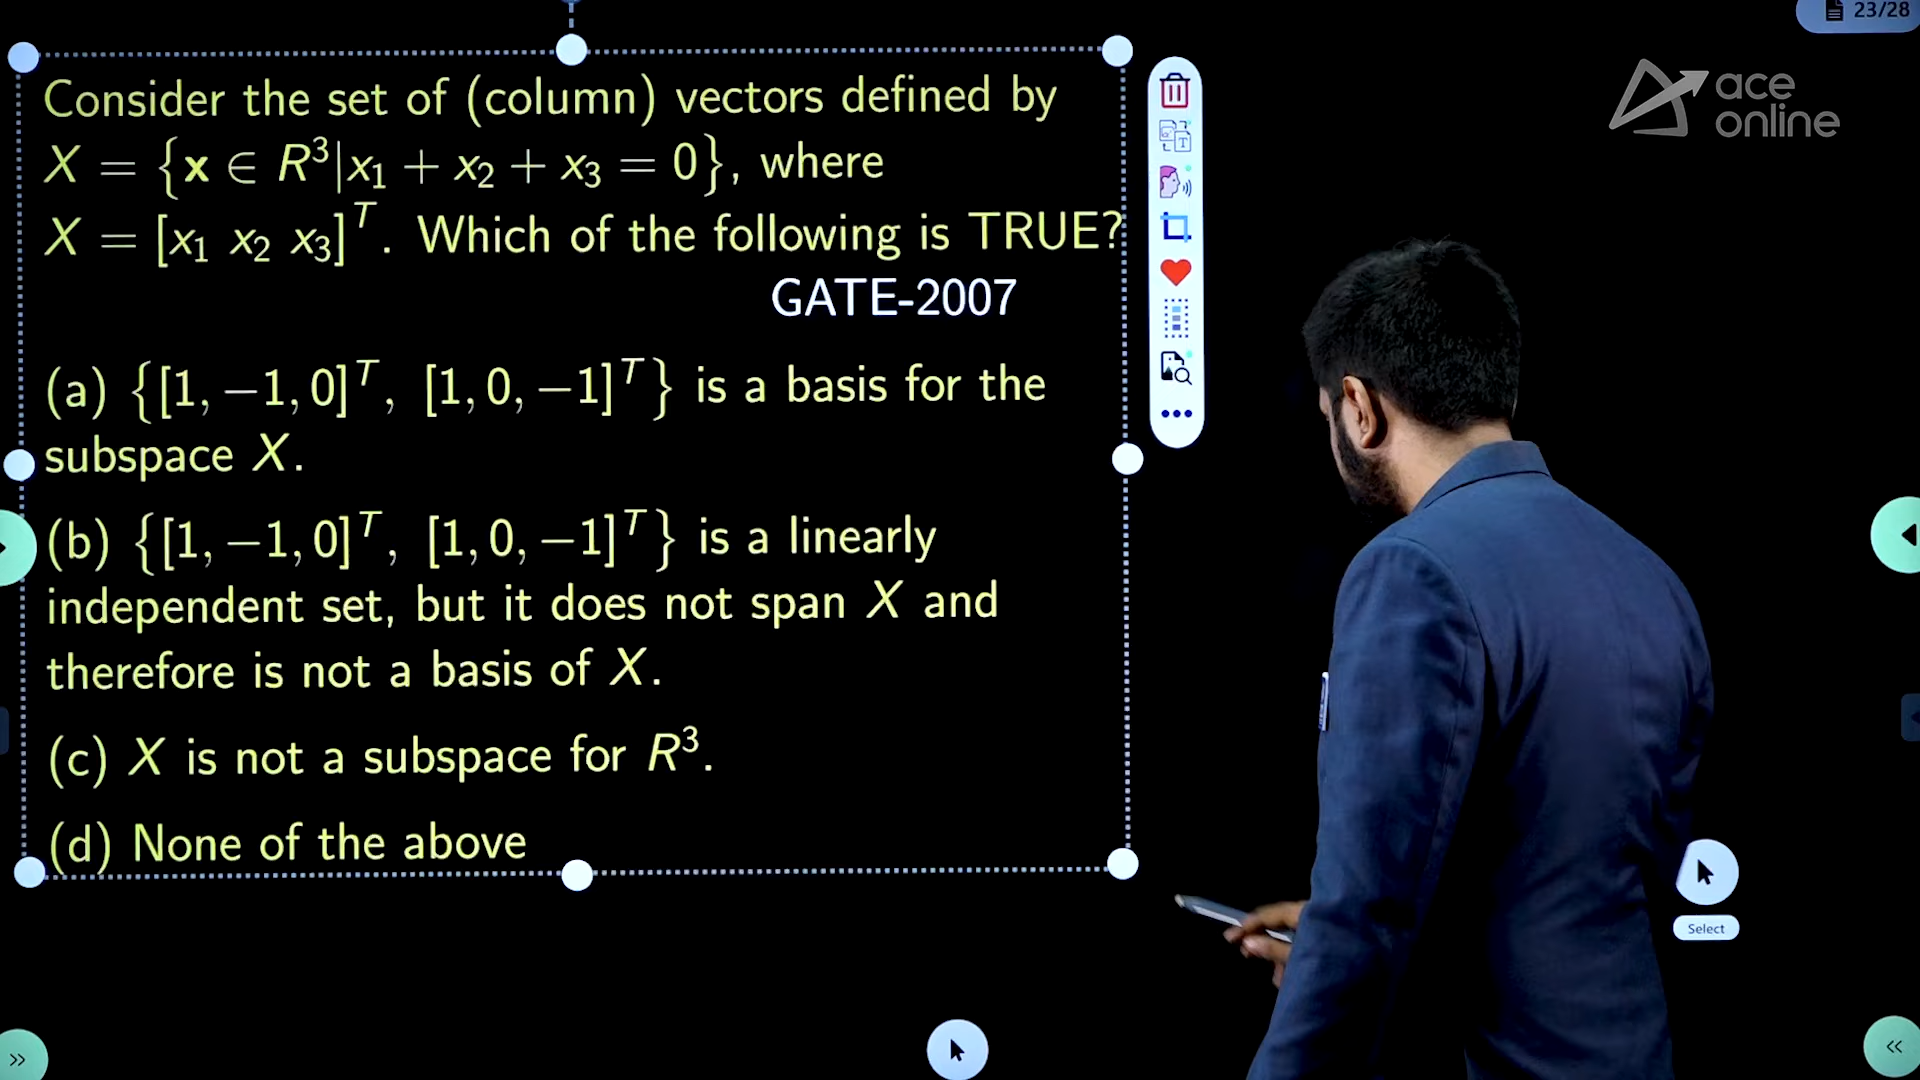 23/28
ace
online
Consider the set of (column) vectors defined by
X = {x ∈ R³|x₁ + x₂ + x₃ = 0}, where
X = [x₁ x₂ x₃]ᵀ. Which of the following is TRUE?
GATE-2007
(a) {[1, −1, 0]ᵀ, [1, 0, −1]ᵀ} is a basis for the
subspace X.
(b) {[1, −1, 0]ᵀ, [1, 0, −1]ᵀ} is a linearly
independent set, but it does not span X and
therefore is not a basis of X.
(c) X is not a subspace for R³.
(d) None of the above
Select